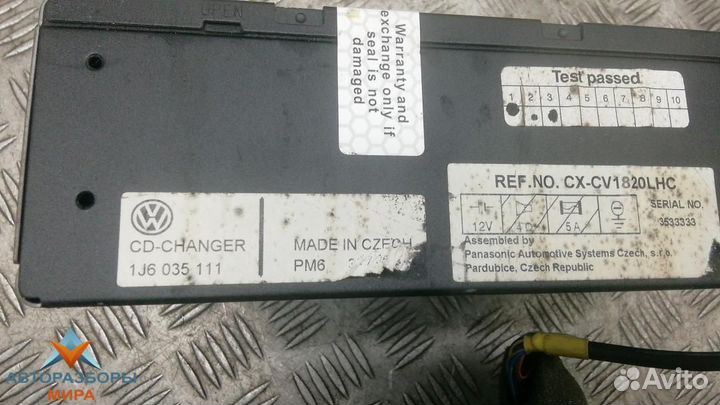 OPEN
Warranty and
exchange only if
seal is not
damaged
Test passed
1 2 3 4 5 6 7 8 9 10
REF.NO. CX-CV1820LHC
12V 4Ω 5A
SERIAL NO.
3533333
Assembled by
Panasonic Automotive Systems Czech, s.r.o.
Pardubice, Czech Republic
CD-CHANGER
1J6 035 111
MADE IN CZECH
PM6
АВТОРАЗБОРЫ
МИРА
Avito